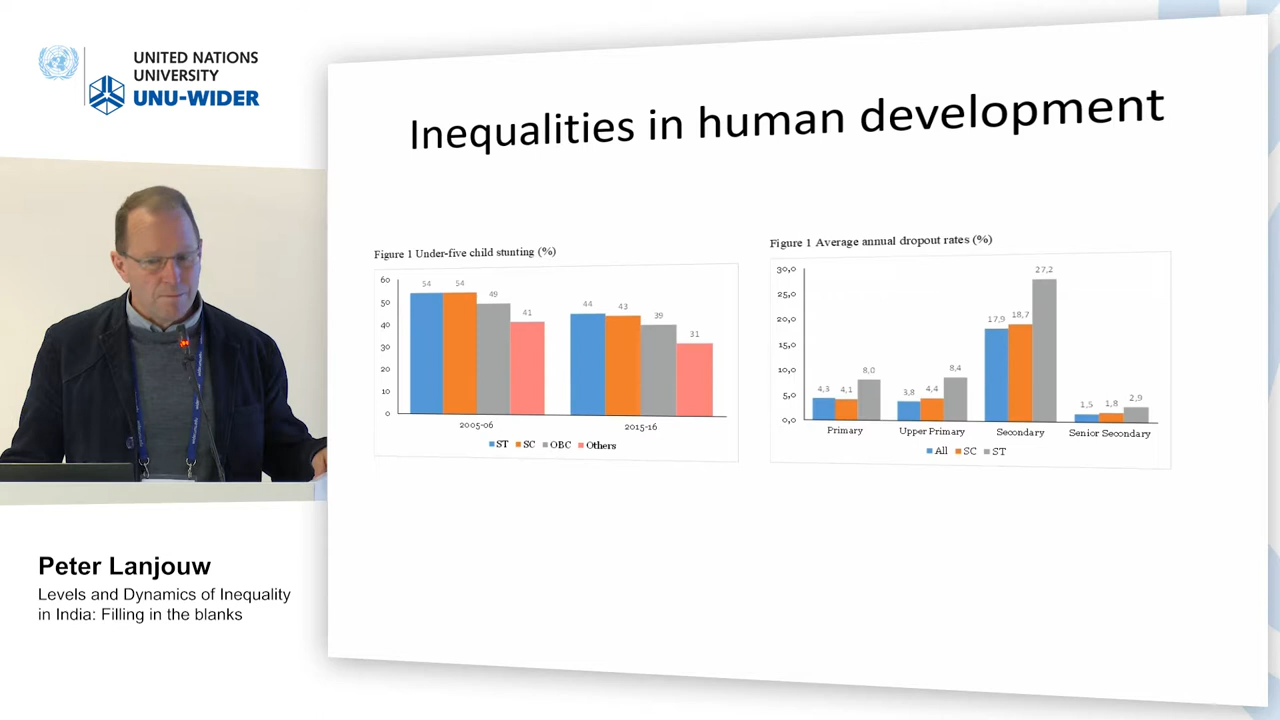 UNITED NATIONS
UNIVERSITY
UNU-WIDER
Inequalities in human development
Figure 1 Under-five child stunting (%)
60
50
40
30
20
10
0
54
54
49
41
44
43
39
31
2005-06
2015-16
ST SC OBC Others
Figure 1 Average annual dropout rates (%)
30,0
25,0
20,0
15,0
10,0
5,0
0,0
4,3
4,1
8,0
3,8
4,4
8,4
17,9
18,7
27,2
1,5
1,8
2,9
Primary
Upper Primary
Secondary
Senior Secondary
All SC ST
Peter Lanjouw
Levels and Dynamics of Inequality
in India: Filling in the blanks